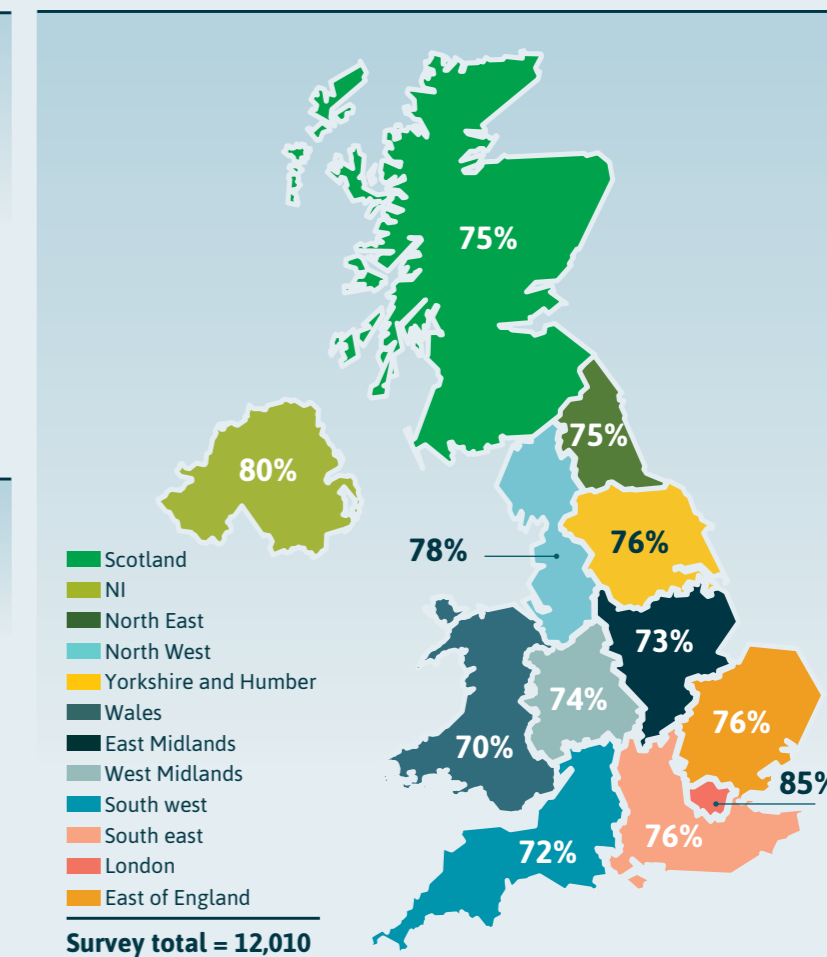 75%
75%
80%
76%
78%
73%
74%
76%
70%
85%
76%
72%
Scotland
NI
North East
North West
Yorkshire and Humber
Wales
East Midlands
West Midlands
South west
South east
London
East of England
Survey total = 12,010